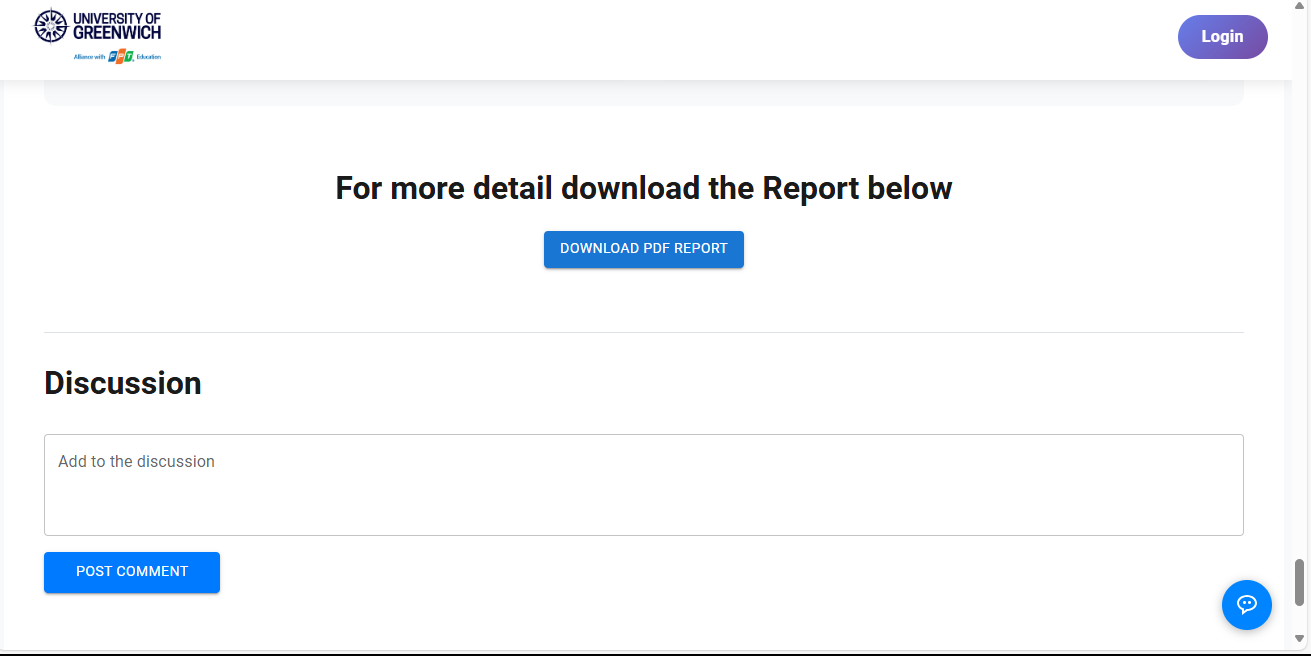 UNIVERSITY OF
GREENWICH
Alliance with FPT. Education
Login
For more detail download the Report below
DOWNLOAD PDF REPORT
Discussion
Add to the discussion
POST COMMENT